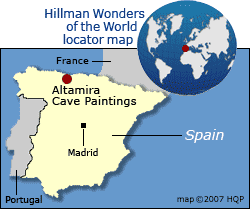 Hillman Wonders
of the World
locator map
France
Altamira
Cave Paintings
Spain
Madrid
Portugal
map ©2007 HQP